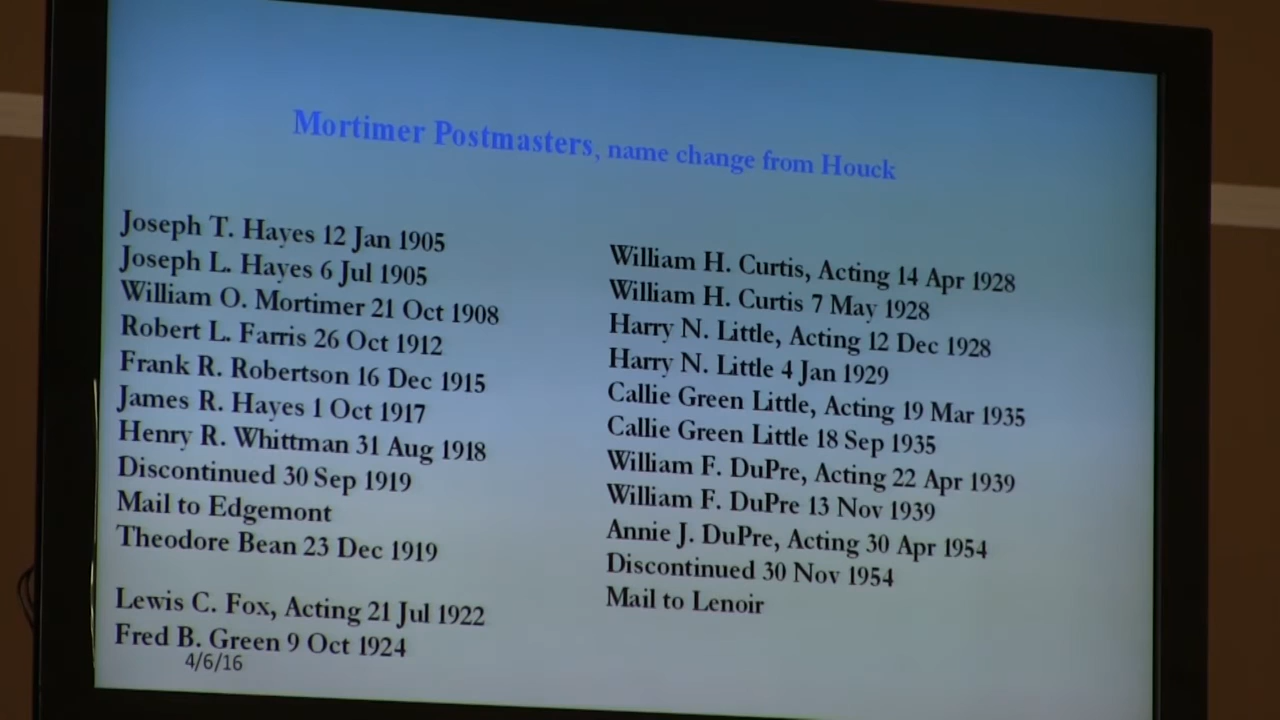 Mortimer Postmasters, name change from Houck
Joseph T. Hayes 12 Jan 1905
Joseph L. Hayes 6 Jul 1905
William O. Mortimer 21 Oct 1908
Robert L. Farris 26 Oct 1912
Frank R. Robertson 16 Dec 1915
James R. Hayes 1 Oct 1917
Henry R. Whittman 31 Aug 1918
Discontinued 30 Sep 1919
Mail to Edgemont
Theodore Bean 23 Dec 1919
Lewis C. Fox, Acting 21 Jul 1922
Fred B. Green 9 Oct 1924
4/6/16
William H. Curtis, Acting 14 Apr 1928
William H. Curtis 7 May 1928
Harry N. Little, Acting 12 Dec 1928
Harry N. Little 4 Jan 1929
Callie Green Little, Acting 19 Mar 1935
Callie Green Little 18 Sep 1935
William F. DuPre, Acting 22 Apr 1939
William F. DuPre 13 Nov 1939
Annie J. DuPre, Acting 30 Apr 1954
Discontinued 30 Nov 1954
Mail to Lenoir